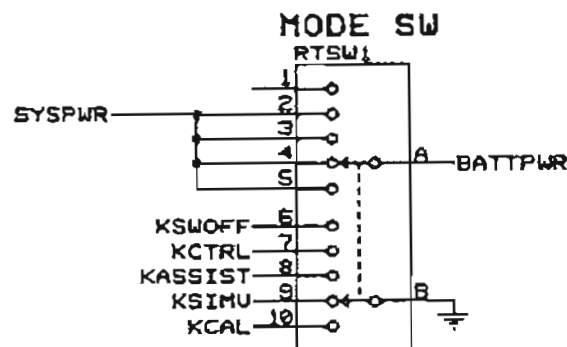 MODE SW
RTSW1
1
SYSPWR 2
3
4 A BATTPWR
5
KSWOFF 6
KCTRL 7
KASSIST 8
KSIMU 9 B
KCAL 10